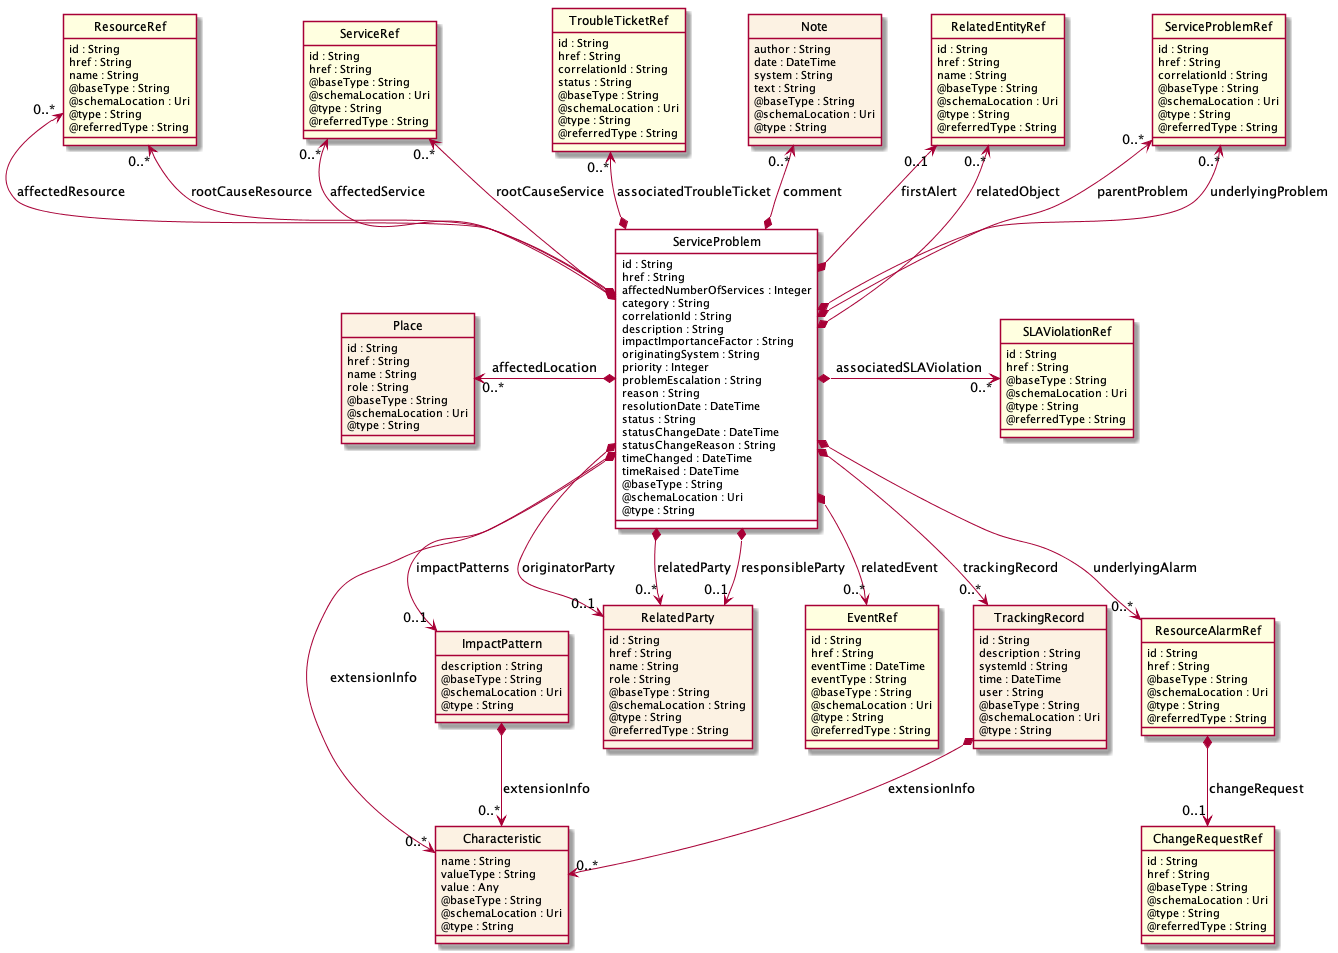 ResourceRef
id : String
href : String
name : String
@baseType : String
@schemaLocation : Uri
@type : String
@referredType : String
ServiceRef
id : String
href : String
@baseType : String
@schemaLocation : Uri
@type : String
@referredType : String
TroubleTicketRef
id : String
href : String
correlationId : String
status : String
@baseType : String
@schemaLocation : Uri
@type : String
@referredType : String
Note
author : String
date : DateTime
system : String
text : String
@baseType : String
@schemaLocation : Uri
@type : String
RelatedEntityRef
id : String
href : String
name : String
@baseType : String
@schemaLocation : Uri
@type : String
@referredType : String
ServiceProblemRef
id : String
href : String
correlationId : String
@baseType : String
@schemaLocation : Uri
@type : String
@referredType : String
0..*
0..*
0..*
0..*
0..*
0..*
0..1
0..*
0..*
0..*
affectedResource
rootCauseResource
affectedService
rootCauseService
associatedTroubleTicket
comment
firstAlert
relatedObject
parentProblem
underlyingProblem
ServiceProblem
id : String
href : String
affectedNumberOfServices : Integer
category : String
correlationId : String
description : String
impactImportanceFactor : String
originatingSystem : String
priority : Integer
problemEscalation : String
reason : String
resolutionDate : DateTime
status : String
statusChangeDate : DateTime
statusChangeReason : String
timeChanged : DateTime
timeRaised : DateTime
@baseType : String
@schemaLocation : Uri
@type : String
Place
id : String
href : String
name : String
role : String
@baseType : String
@schemaLocation : Uri
@type : String
affectedLocation
0..*
associatedSLAViolation
0..*
SLAViolationRef
id : String
href : String
@baseType : String
@schemaLocation : Uri
@type : String
@referredType : String
impactPatterns
originatorParty
relatedParty
responsibleParty
relatedEvent
trackingRecord
underlyingAlarm
0..1
0..1
0..*
0..1
0..*
0..*
0..*
extensionInfo
ImpactPattern
description : String
@baseType : String
@schemaLocation : Uri
@type : String
RelatedParty
id : String
href : String
name : String
role : String
@baseType : String
@schemaLocation : String
@type : String
@referredType : String
EventRef
id : String
href : String
eventTime : DateTime
eventType : String
@baseType : String
@schemaLocation : Uri
@type : String
@referredType : String
TrackingRecord
id : String
description : String
systemId : String
time : DateTime
user : String
@baseType : String
@schemaLocation : Uri
@type : String
ResourceAlarmRef
id : String
href : String
@baseType : String
@schemaLocation : Uri
@type : String
@referredType : String
extensionInfo
extensionInfo
changeRequest
0..*
0..*
0..*
0..1
Characteristic
name : String
valueType : String
value : Any
@baseType : String
@schemaLocation : Uri
@type : String
ChangeRequestRef
id : String
href : String
@baseType : String
@schemaLocation : Uri
@type : String
@referredType : String